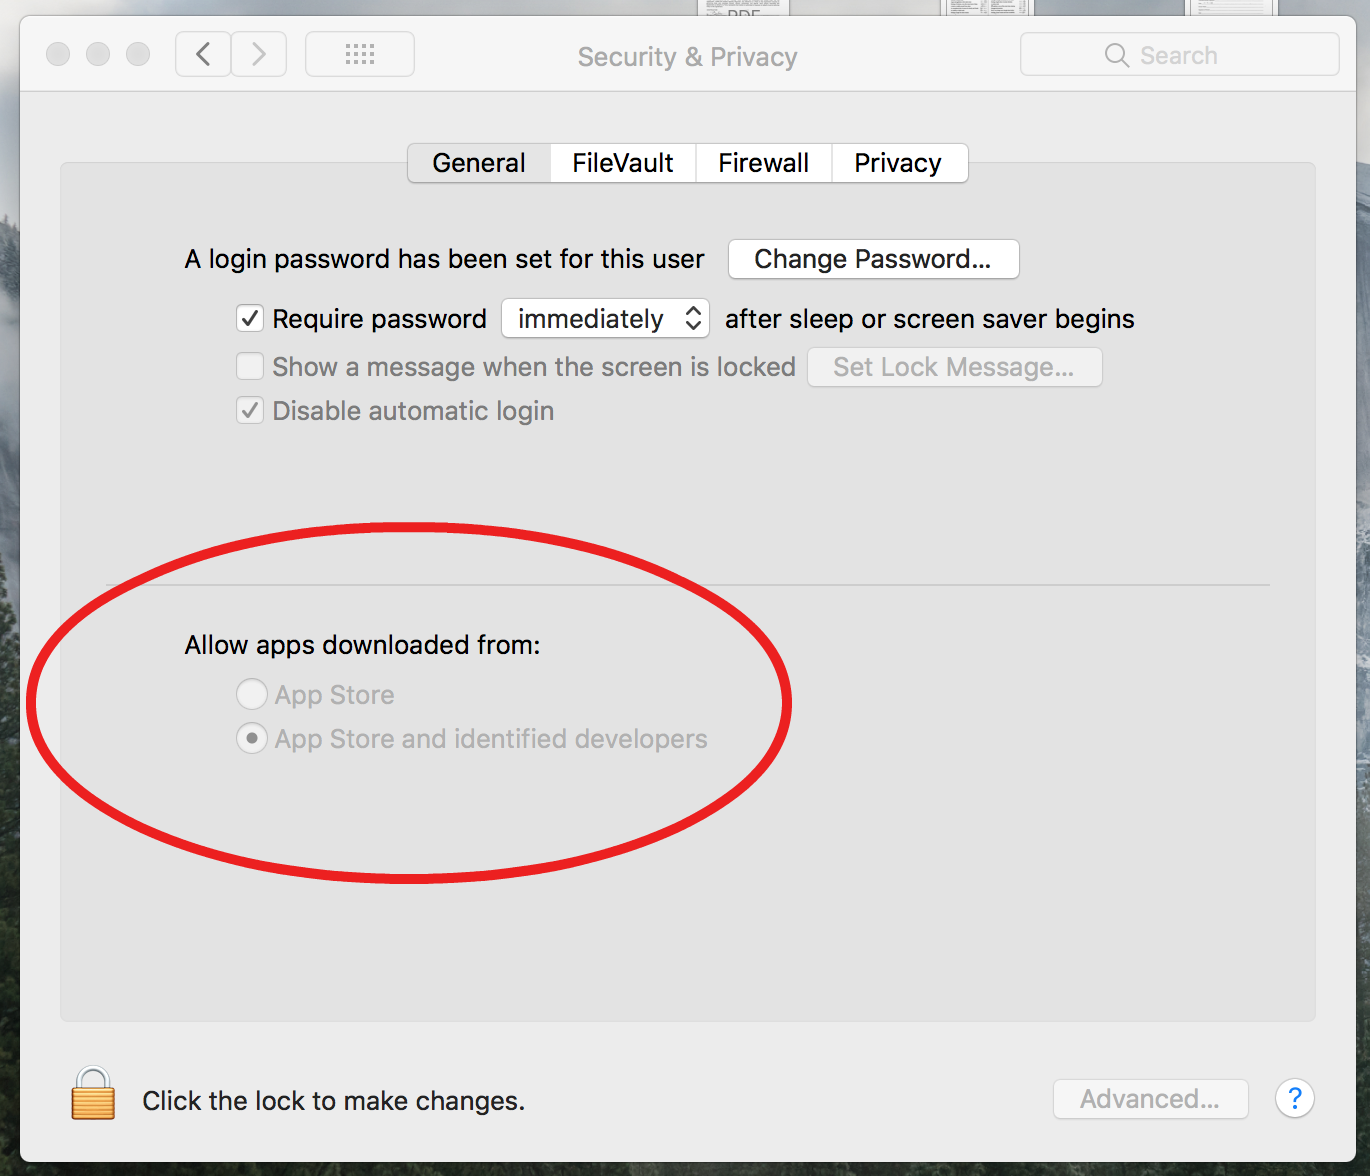 PDF
Security & Privacy
Search
General FileVault Firewall Privacy
A login password has been set for this user Change Password...
Require password immediately after sleep or screen saver begins
Show a message when the screen is locked Set Lock Message...
Disable automatic login
Allow apps downloaded from:
App Store
App Store and identified developers
Click the lock to make changes.
Advanced...
?